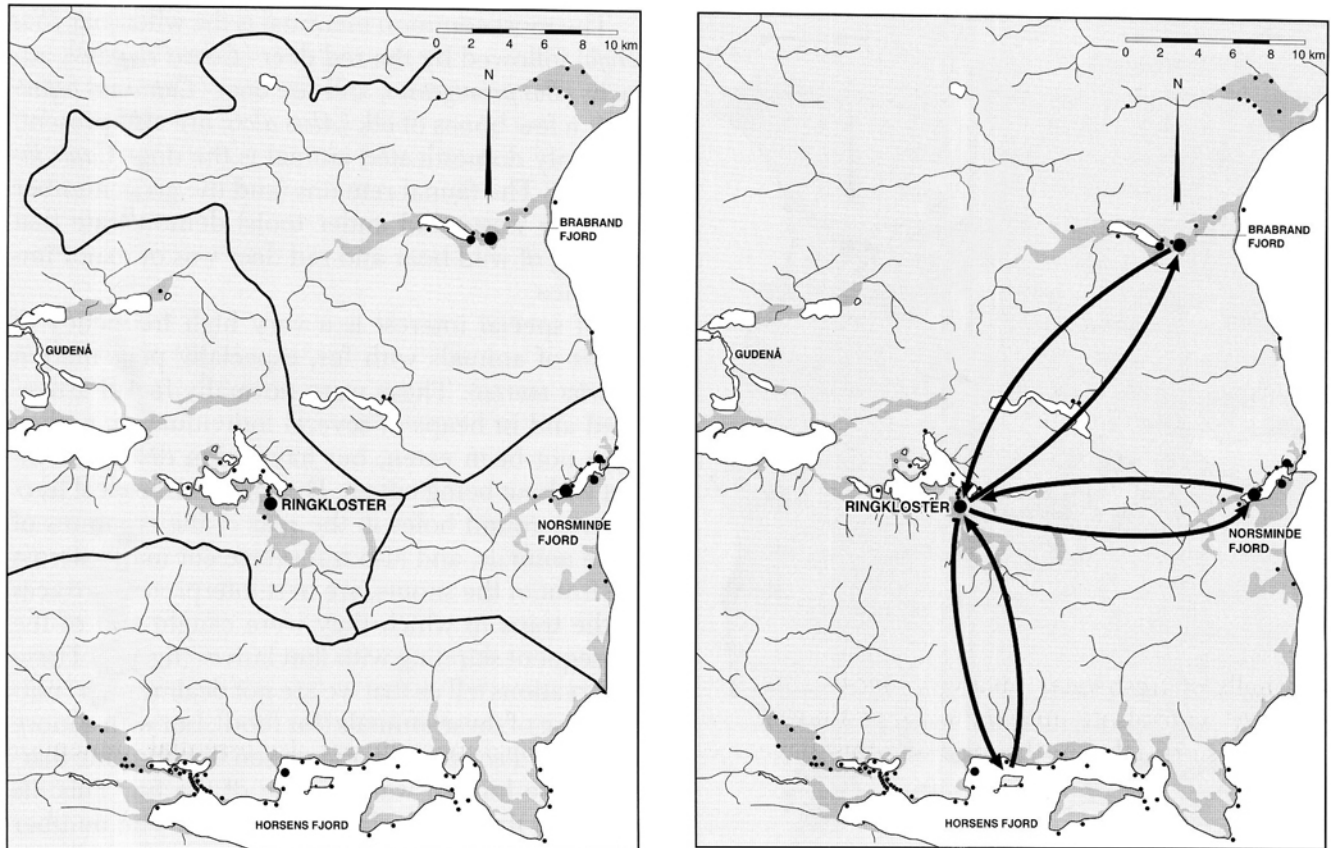 0 2 4 6 8 10 km
N
BRABRAND
FJORD
GUDENÅ
RINGKLOSTER
NORSMINDE
FJORD
HORSENS FJORD
0 2 4 6 8 10 km
N
BRABRAND
FJORD
GUDENÅ
RINGKLOSTER
NORSMINDE
FJORD
HORSENS FJORD